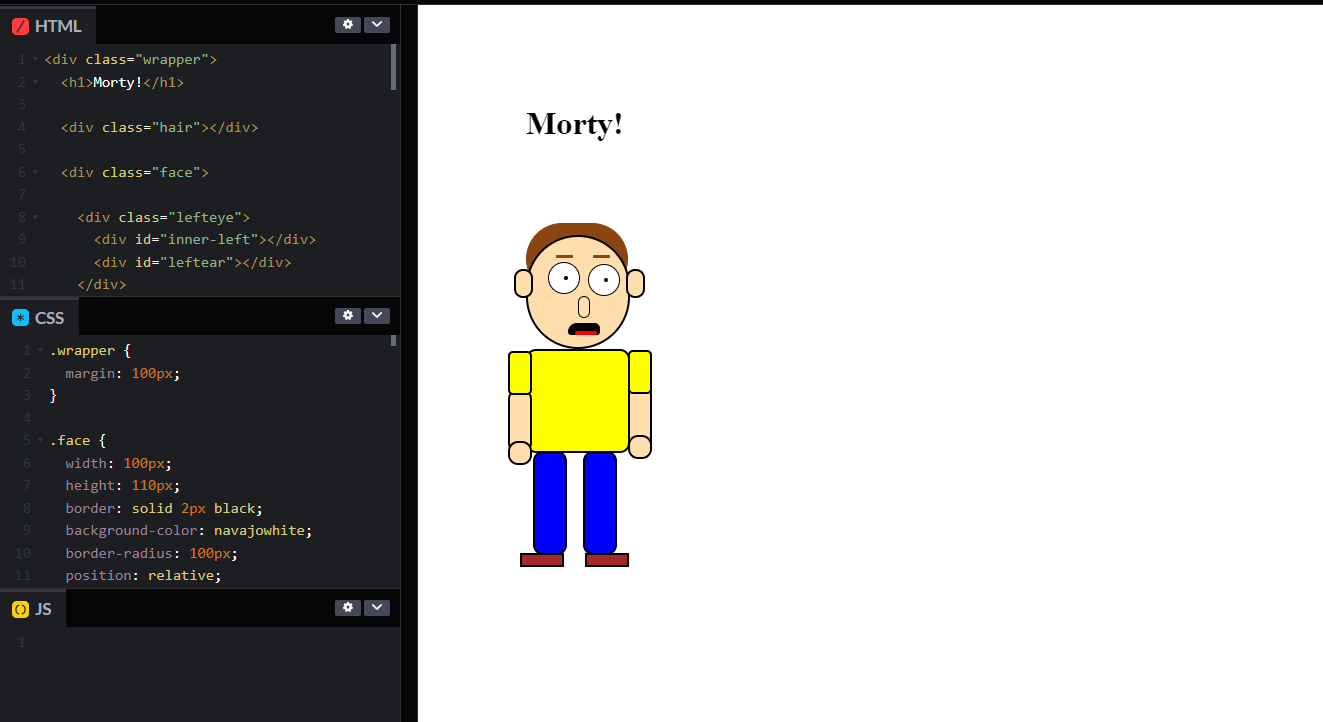 HTML
1 <div class="wrapper">
2 <h1>Morty!</h1>
3
4 <div class="hair"></div>
5
6 <div class="face">
7
8 <div class="lefteye">
9 <div id="inner-left"></div>
10 <div id="leftear"></div>
11 </div>
CSS
1 .wrapper {
2 margin: 100px;
3 }
4
5 .face {
6 width: 100px;
7 height: 110px;
8 border: solid 2px black;
9 background-color: navajowhite;
10 border-radius: 100px;
11 position: relative;
JS
1
Morty!